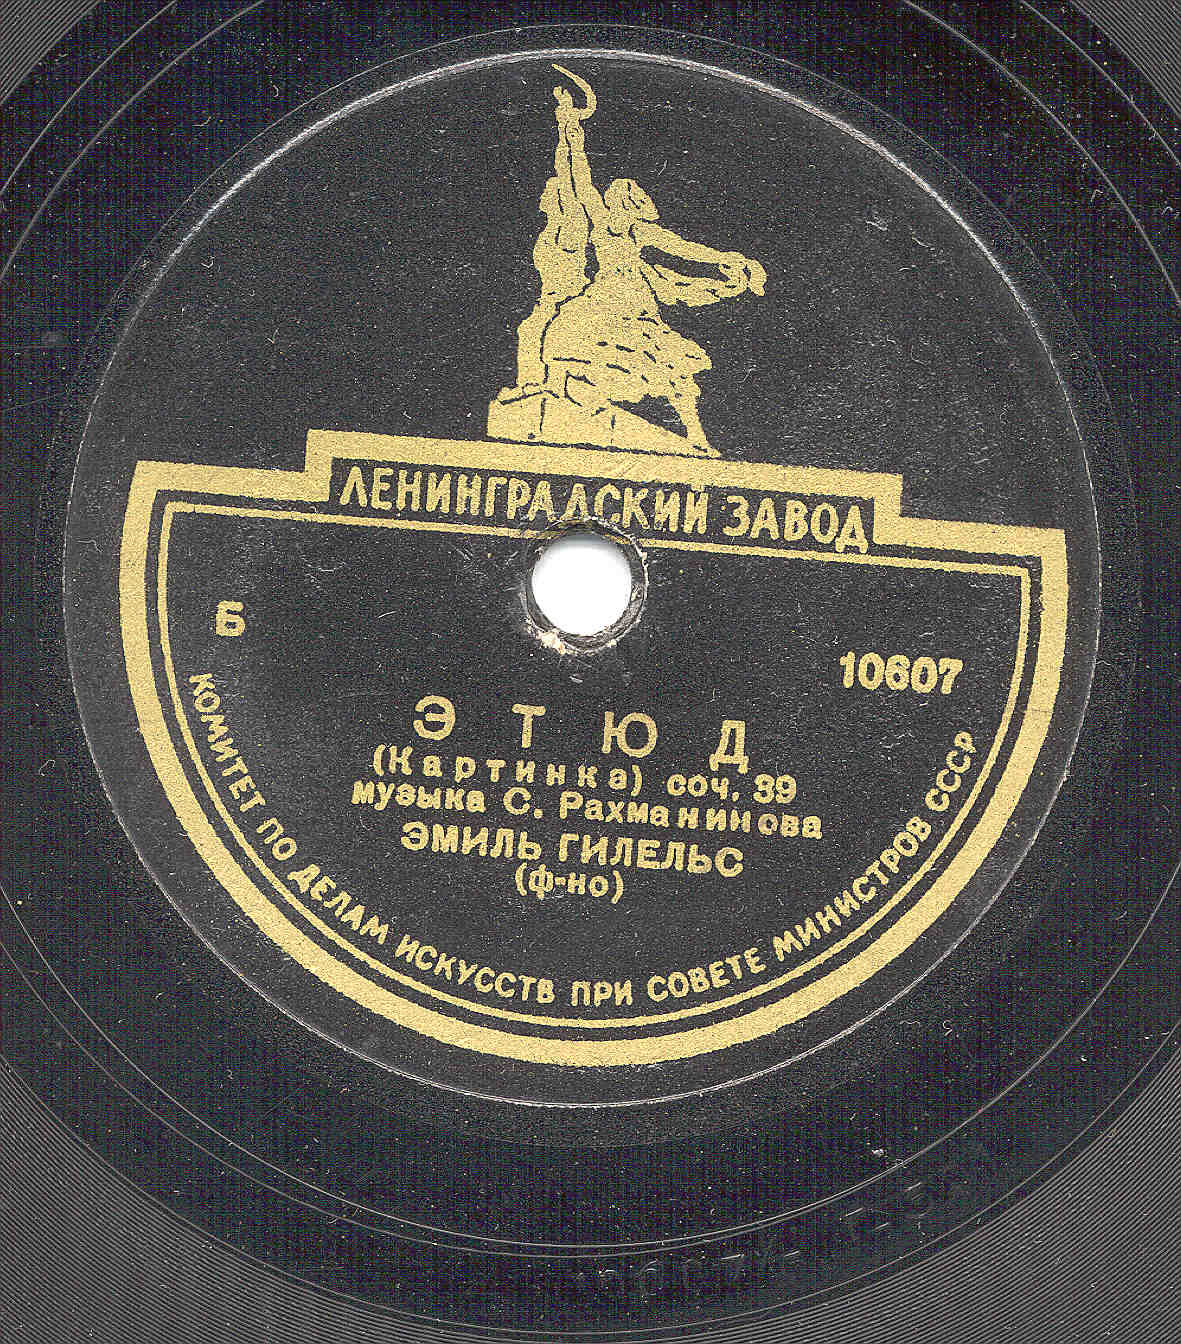 ЛЕНИНГРАДСКИЙ ЗАВОД
Б
10607
ЭТЮД
(Картинка) соч. 39
музыка С. Рахманинова
ЭМИЛЬ ГИЛЕЛЬС
(ф-но)
КОМИТЕТ ПО ДЕЛАМ ИСКУССТВ ПРИ СОВЕТЕ МИНИСТРОВ СССР